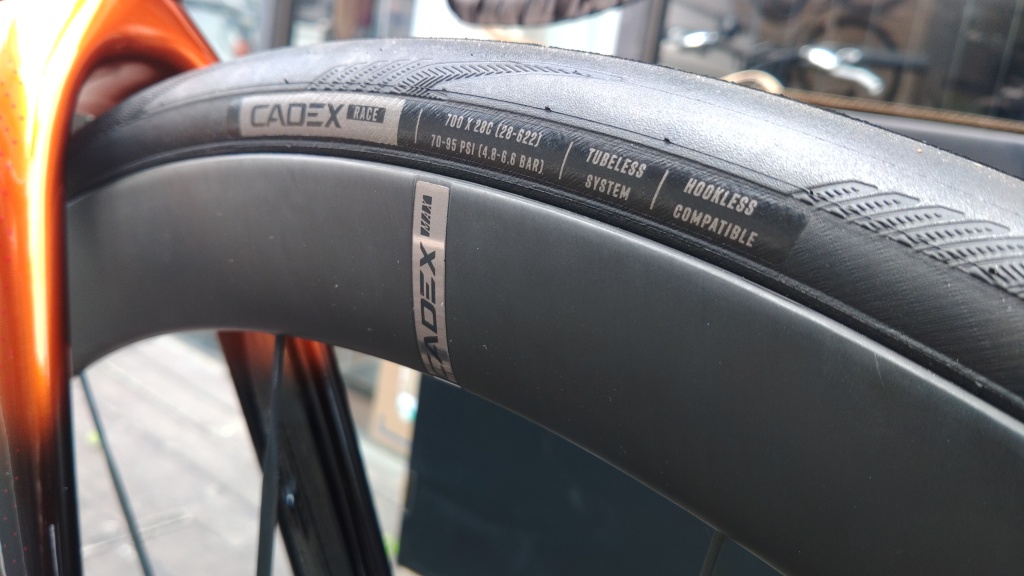 CADEX RACE
700 X 28C (28-622)
70-95 PSI (4.8-6.6 BAR)
TUBELESS
SYSTEM
HOOKLESS
COMPATIBLE
CADEX